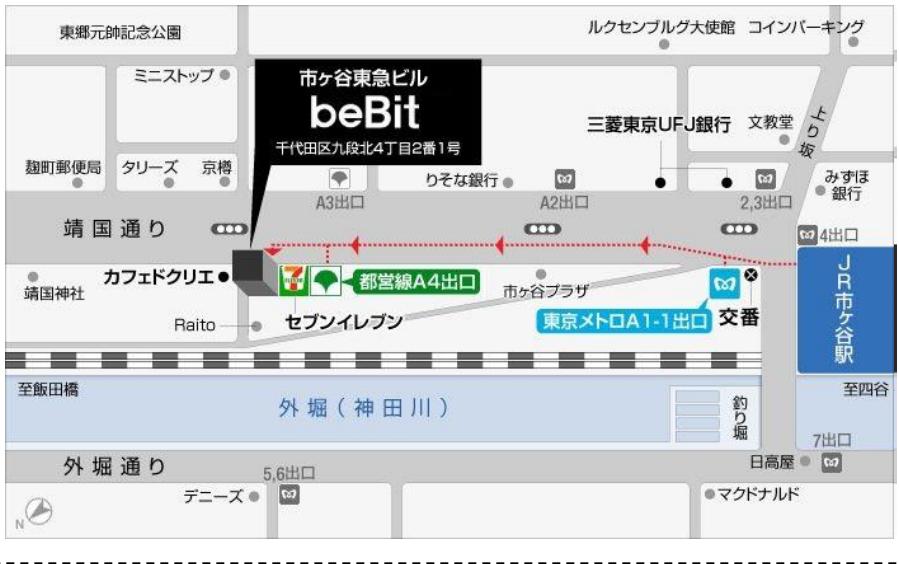 東郷元帥記念公園
ルクセンブルグ大使館
コインパーキング
ミニストップ
市ヶ谷東急ビル
beBit
千代田区九段北4丁目2番1号
三菱東京UFJ銀行
文教堂
上り坂
麹町郵便局
タリーズ
京樽
りそな銀行
みずほ
銀行
A3出口
A2出口
2,3出口
靖国通り
4出口
靖国神社
カフェドクリエ
7
都営線A4出口
市ヶ谷プラザ
JR市ヶ谷駅
Raito
セブンイレブン
東京メトロA1-1出口
交番
至飯田橋
至四谷
外堀(神田川)
釣り堀
7出口
外堀通り
5,6出口
日高屋
デニーズ
マクドナルド
N